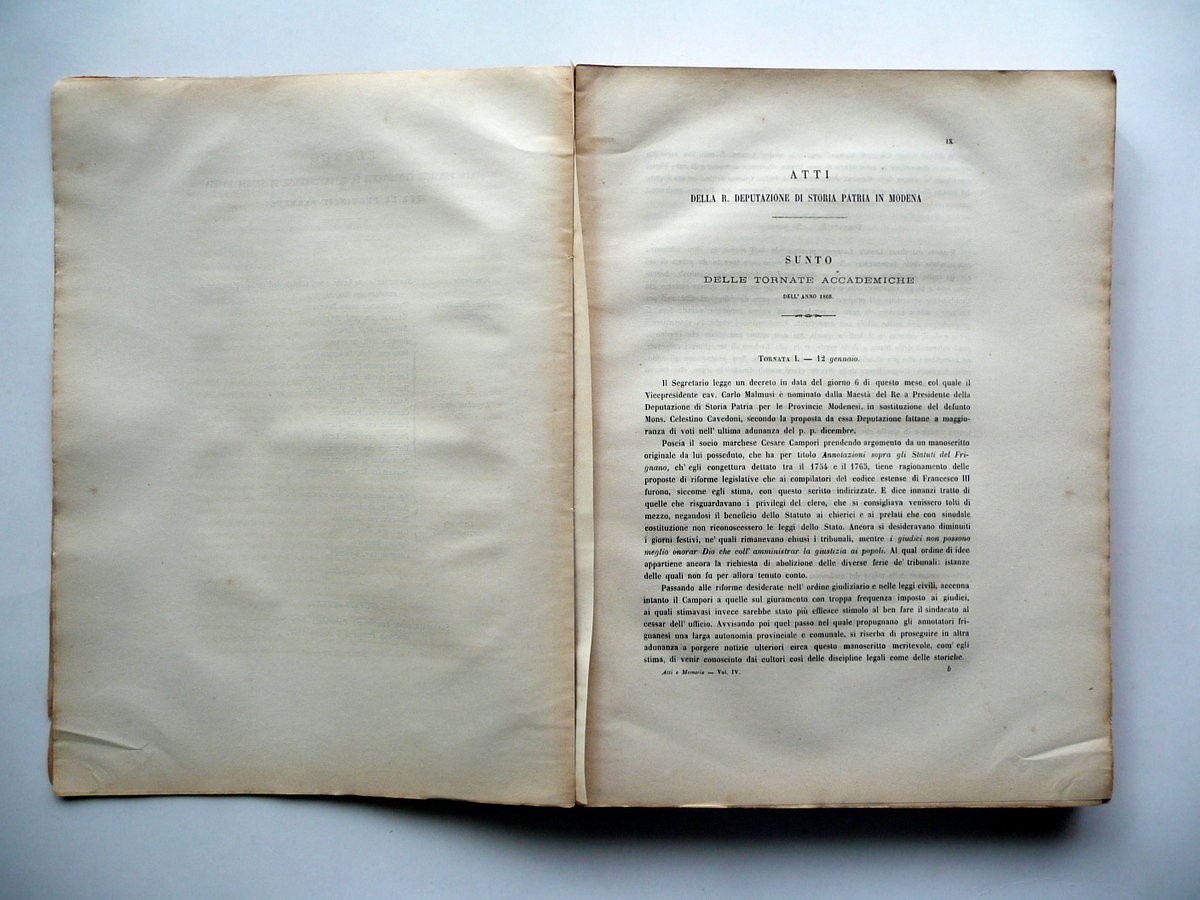 IX
ATTI
DELLA R. DEPUTAZIONE DI STORIA PATRIA IN MODENA
SUNTO
DELLE TORNATE ACCADEMICHE
DELL' ANNO 1866.
TORNATA I. — 12 gennaio.
Il Segretario legge un decreto in data del giorno 6 di questo mese col quale il
Vicepresidente cav. Carlo Malmusi è nominato dalla Maestà del Re a Presidente della
Deputazione di Storia Patria per le Provincie Modenesi, in sostituzione del defunto
Mons. Celestino Cavedoni, secondo la proposta da essa Deputazione fattane a maggio-
ranza di voti nell' ultima adunanza del p. p. dicembre.
Poscia il socio marchese Cesare Campori prendendo argomento da un manoscritto
originale da lui posseduto, che ha per titolo Annotazioni sopra gli Statuti del Fri-
gnano, ch' egli congettura dettato tra il 1754 e il 1765, tiene ragionamento delle
proposte di riforme legislative che ai compilatori del codice estense di Francesco III
furono, siccome egli stima, con questo scritto indirizzate. E dice innanzi tratto di
quelle che risguardavano i privilegi del clero, che si consigliava venissero tolti di
mezzo, negandosi il beneficio dello Statuto ai chierici e ai prelati che con sinodale
costituzione non riconoscessero le leggi dello Stato. Ancora si desideravano diminuiti
i giorni festivi, ne' quali rimanevano chiusi i tribunali, mentre i giudici non possono
meglio onorar Dio che coll' amministrar la giustizia ai popoli. Al qual ordine di idee
appartiene ancora la richiesta di abolizione delle diverse ferie de' tribunali: istanze
delle quali non fu per allora tenuto conto.
Passando alle riforme desiderate nell' ordine giudiziario e nelle leggi civili, accenna
intanto il Campori a quelle sul giuramento con troppa frequenza imposto ai giudici,
ai quali stimavasi invece sarebbe stato più efficace stimolo al ben fare il sindacato al
cessar dell' ufficio. Avvisando poi quel passo nel quale propugnano gli annotatori fri-
gnanesi una larga autonomia provinciale e comunale, si riserba di proseguire in altra
adunanza a porgere notizie ulteriori circa questo manoscritto meritevole, com' egli
stima, di venir conosciuto dai cultori così delle discipline legali come delle storiche.
Atti e Memorie — Vol. IV.
b